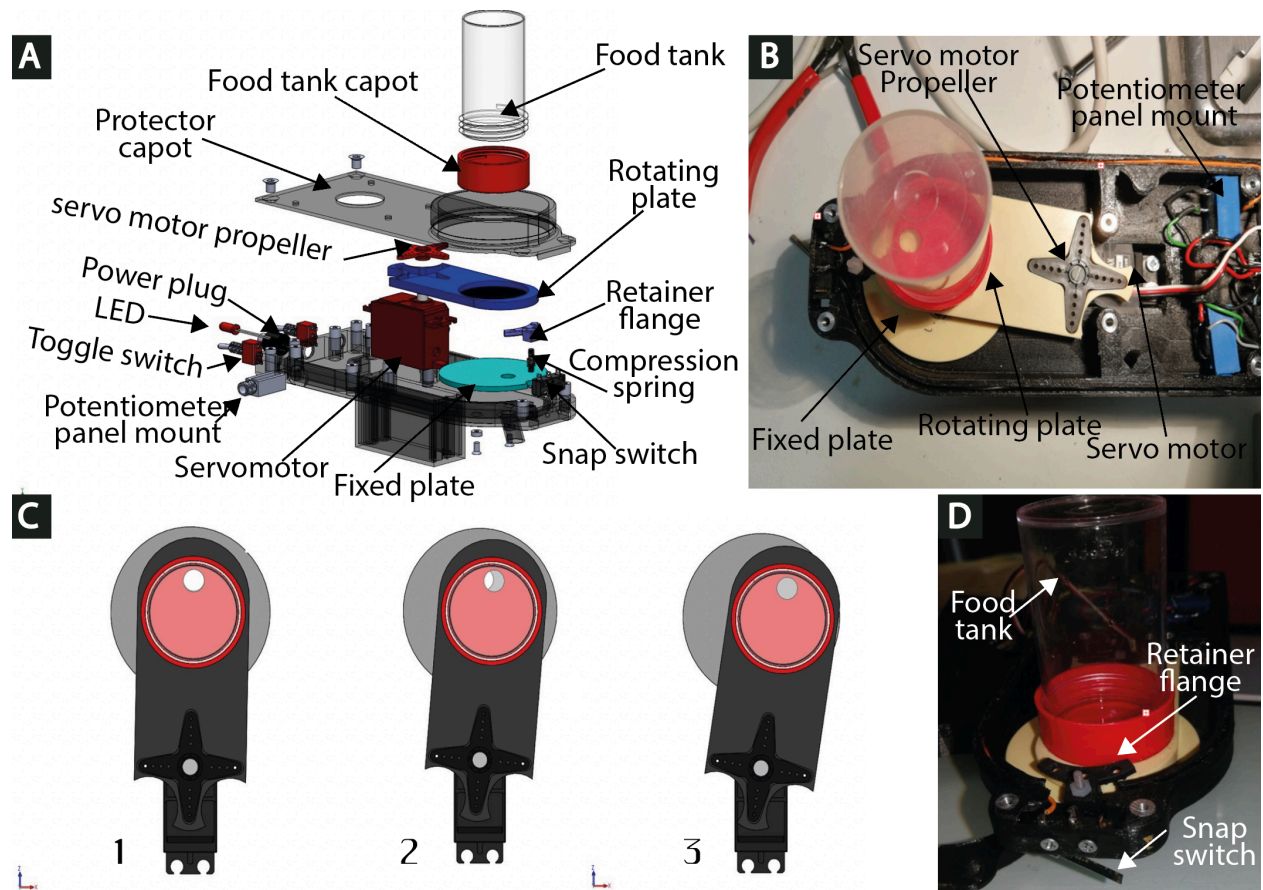 A
Food tank
Food tank capot
Protector
capot
Rotating
plate
servo motor propeller
Power plug
Retainer
flange
LED
Toggle switch
Compression
spring
Potentiometer
panel mount
Servomotor
Fixed plate
Snap switch
B
Servo motor
Propeller
Potentiometer
panel mount
Fixed plate
Rotating plate
Servo motor
C
1
2
3
D
Food
tank
Retainer
flange
Snap
switch